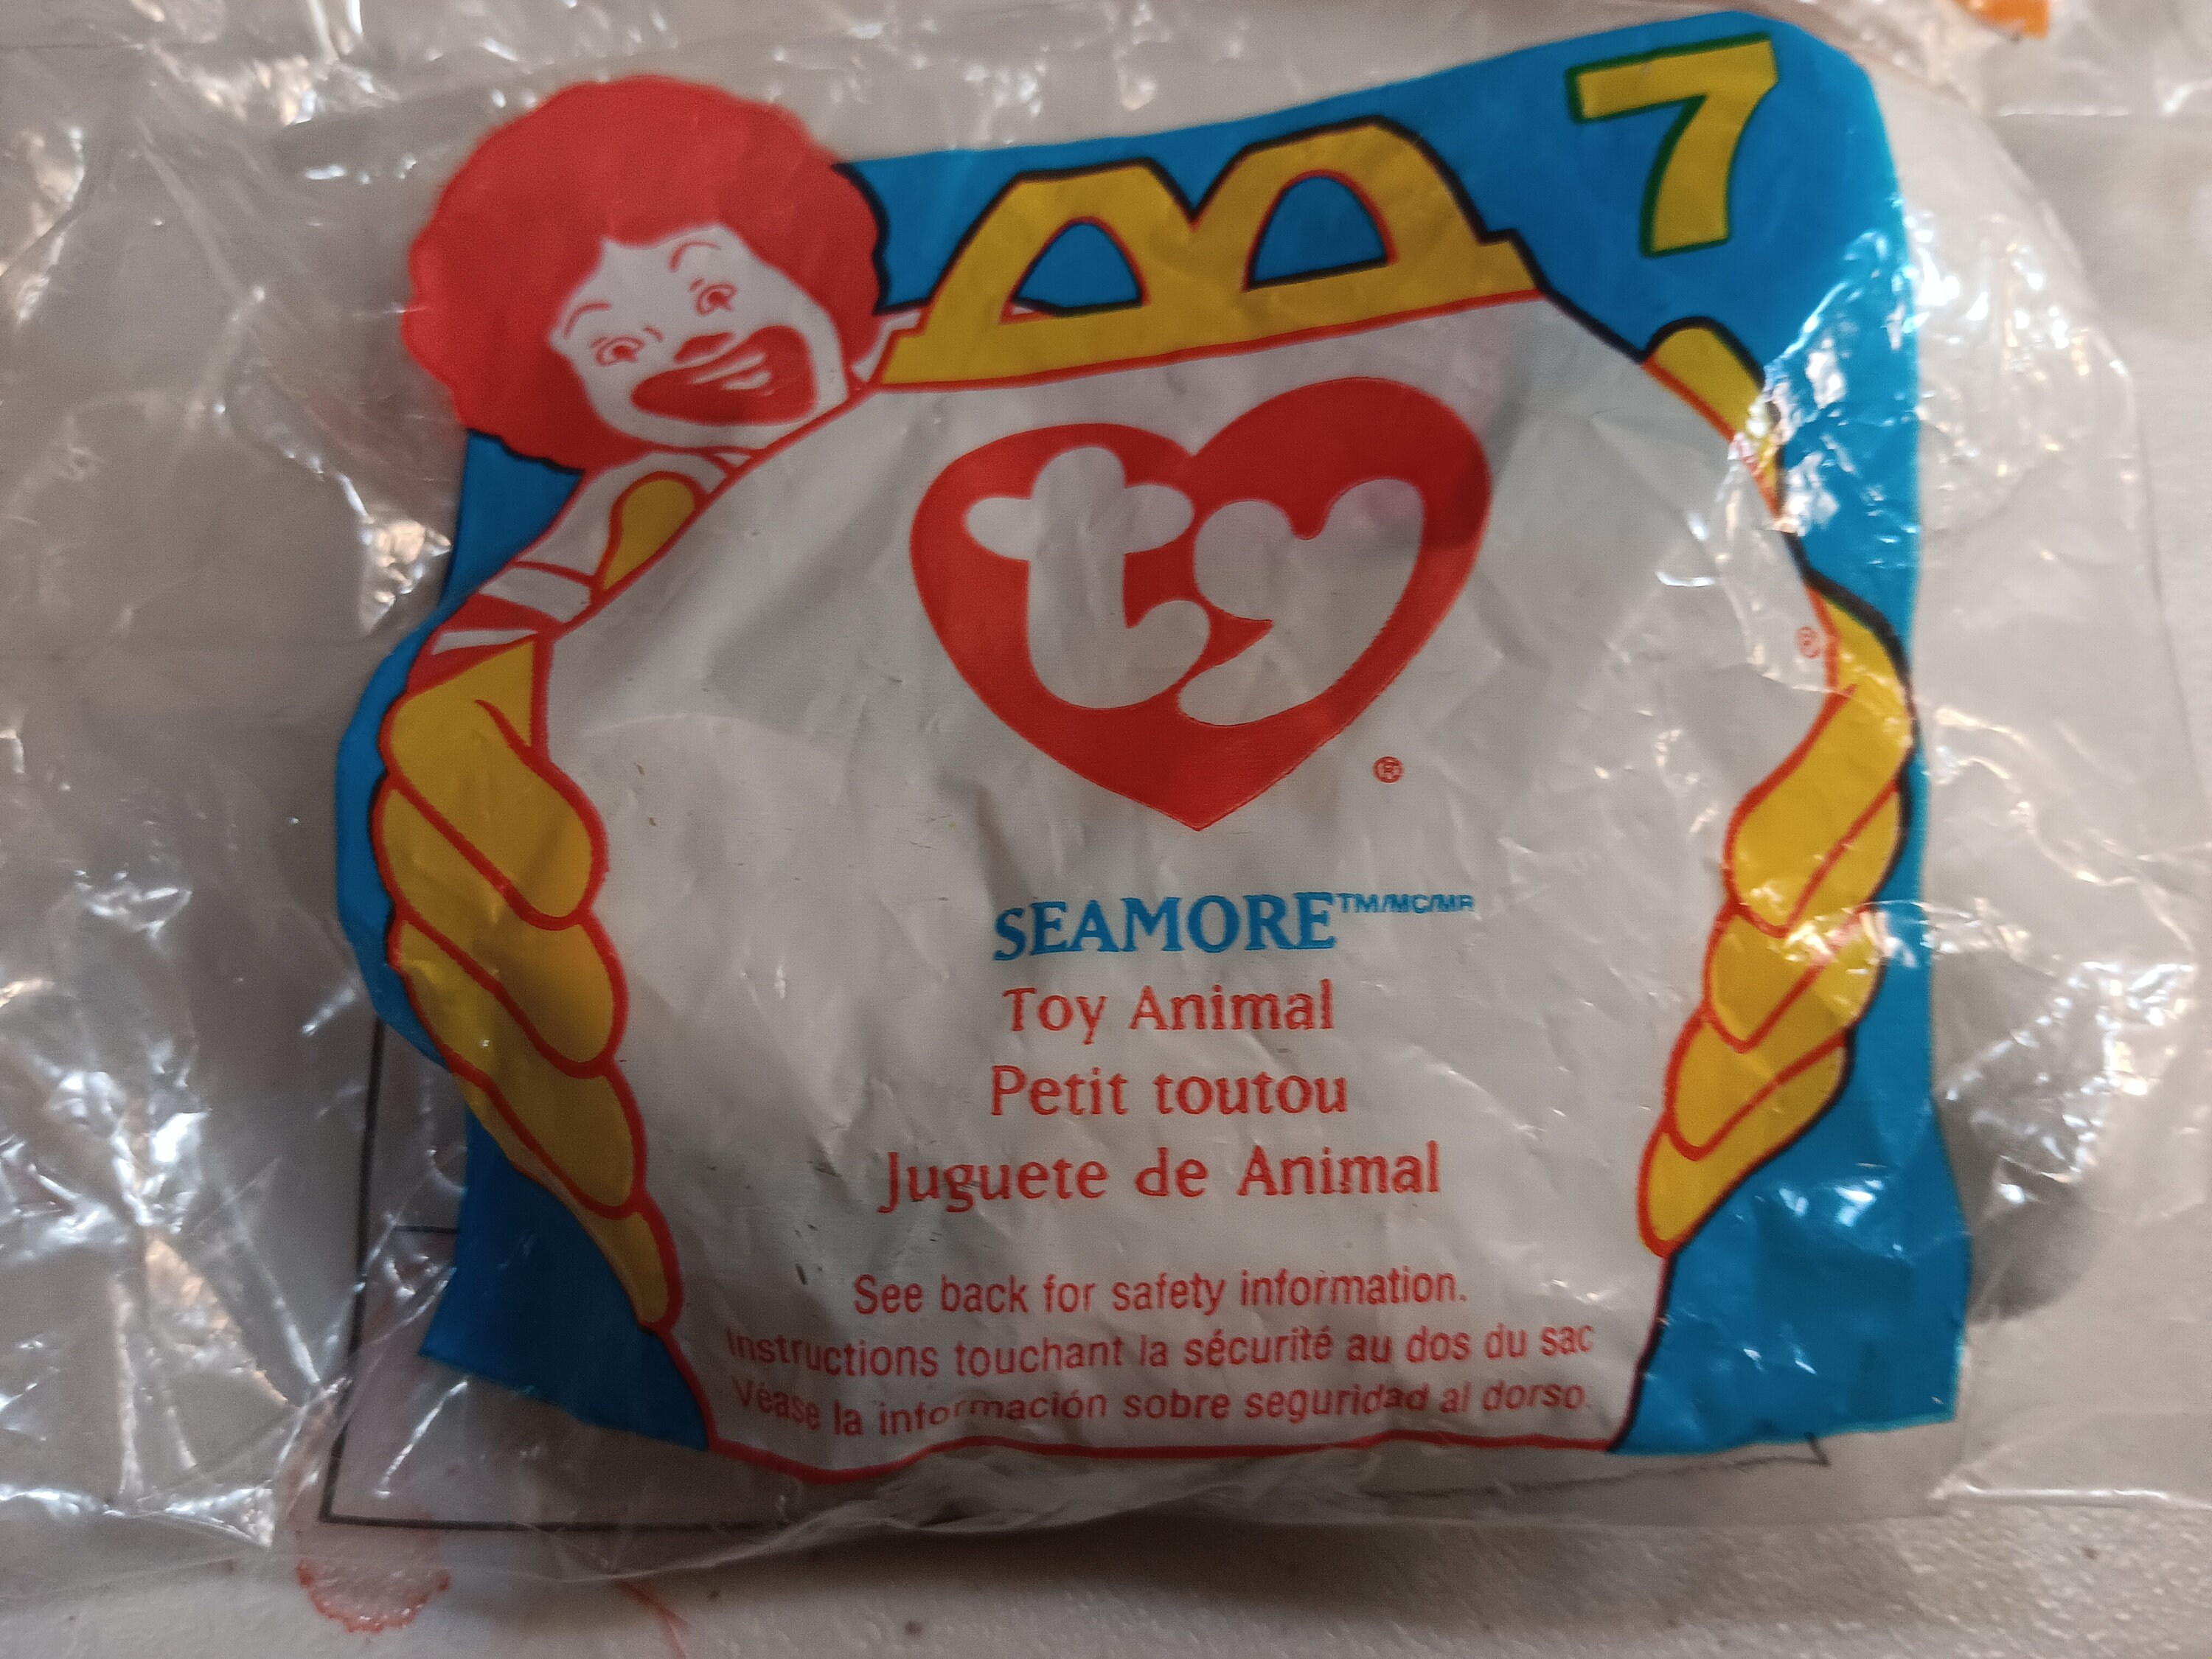 7
ty
®
®
SEAMORE™/MC/MR
Toy Animal
Petit toutou
Juguete de Animal
See back for safety information.
Instructions touchant la sécurité au dos du sac
Véase la información sobre seguridad al dorso.